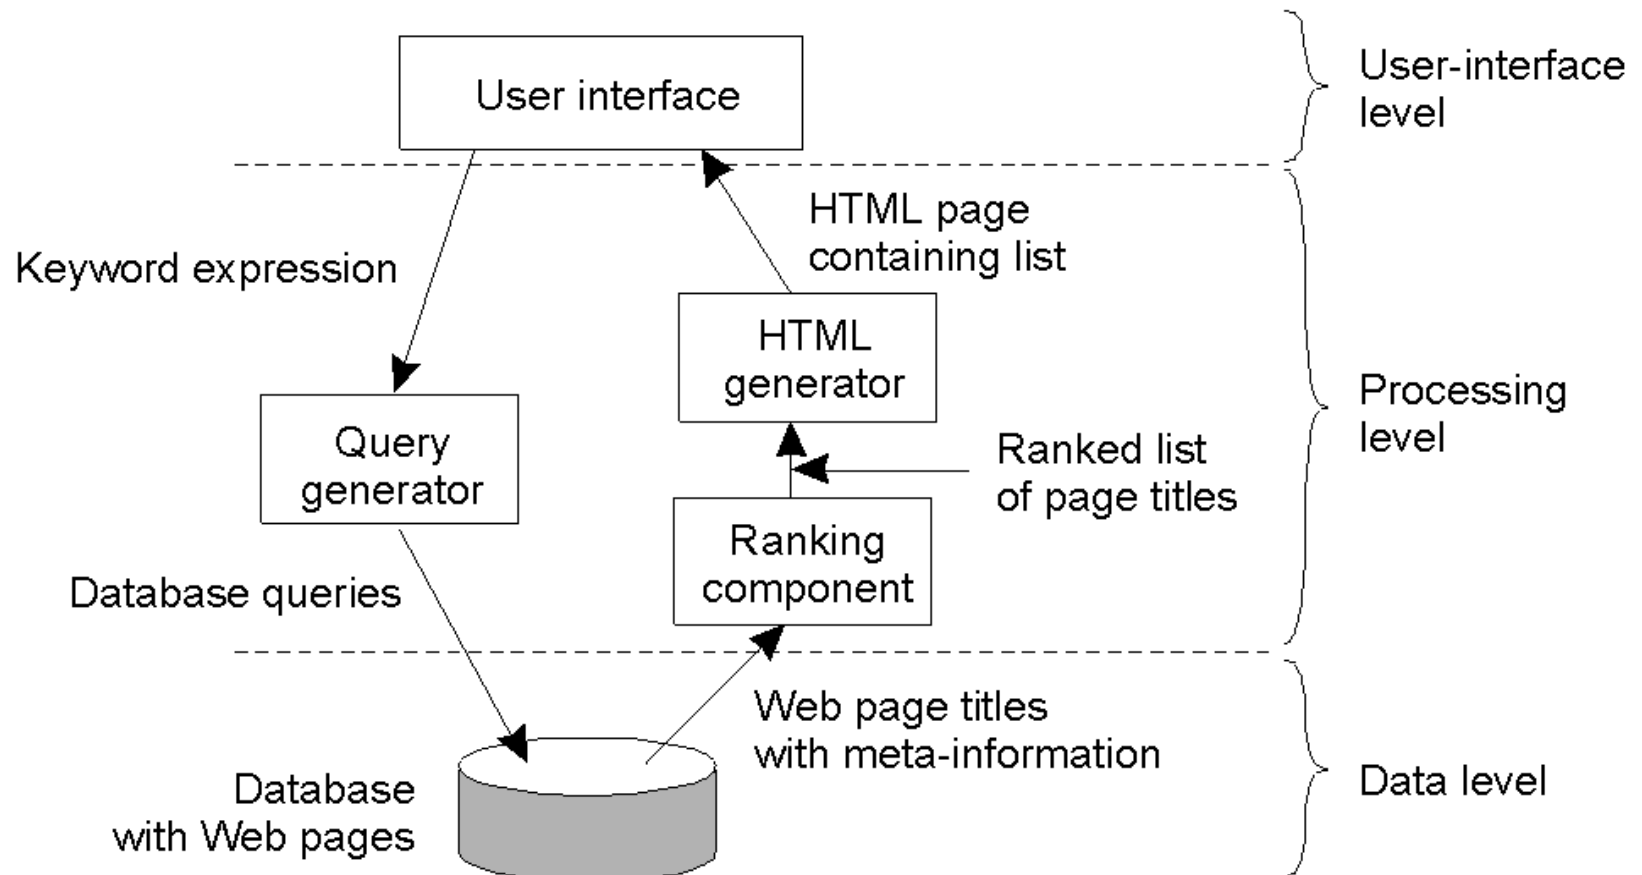 User interface
User-interface
level
HTML page
containing list
Keyword expression
HTML
generator
Processing
level
Query
generator
Ranked list
of page titles
Ranking
component
Database queries
Web page titles
with meta-information
Database
with Web pages
Data level